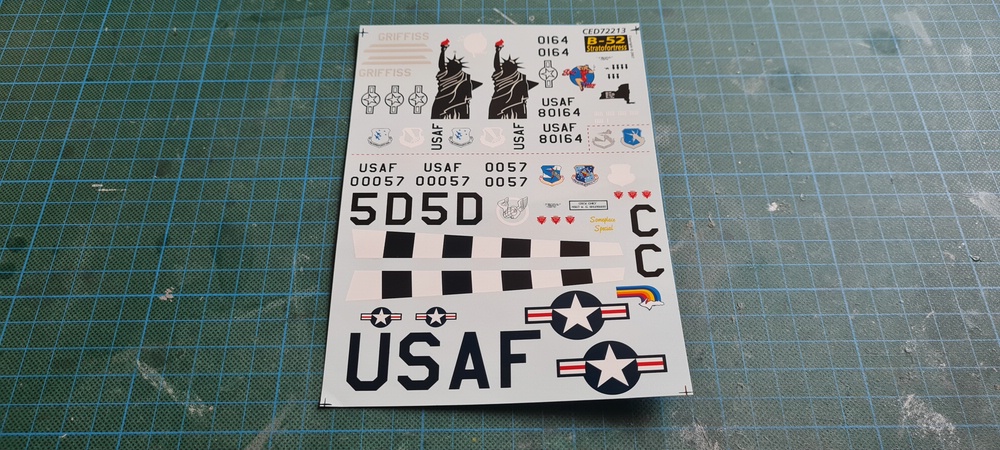 CED72213
B-52
Stratofortress
GRIFFISS
GRIFFISS
0164
0164
USAF
80164
USAF
80164
USAF
USAF
USAF
00057
USAF
00057
0057
0057
5D5D
C
C
Special
USAF